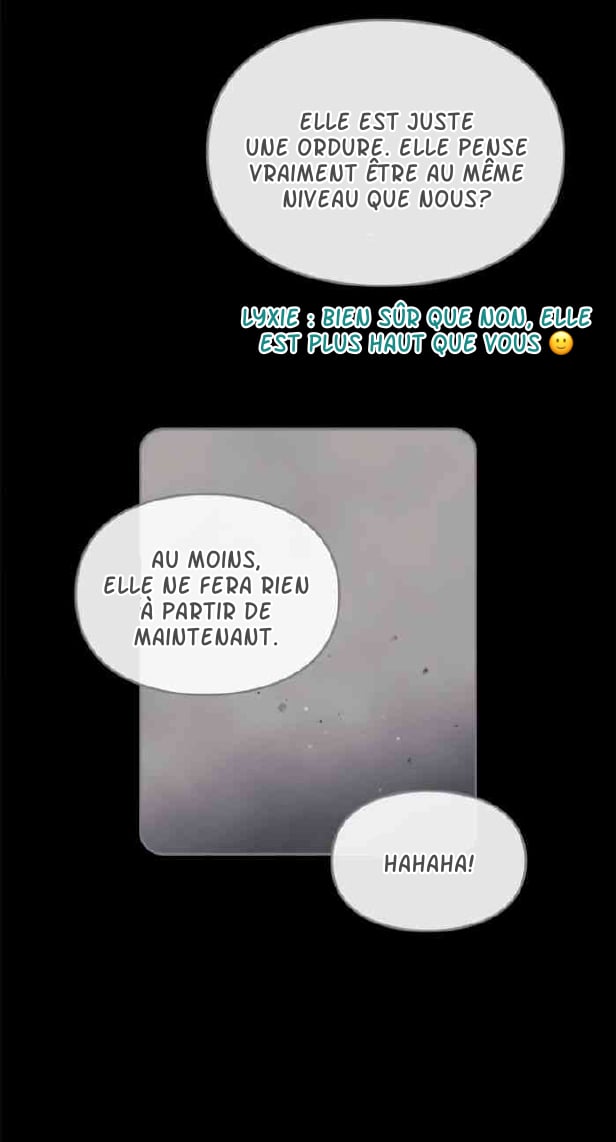 ELLE EST JUSTE
UNE ORDURE. ELLE PENSE
VRAIMENT ÊTRE AU MÊME
NIVEAU QUE NOUS?
LYXIE : BIEN SÛR QUE NON, ELLE
EST PLUS HAUT QUE VOUS 🙂
AU MOINS,
ELLE NE FERA RIEN
À PARTIR DE
MAINTENANT.
HAHAHA!